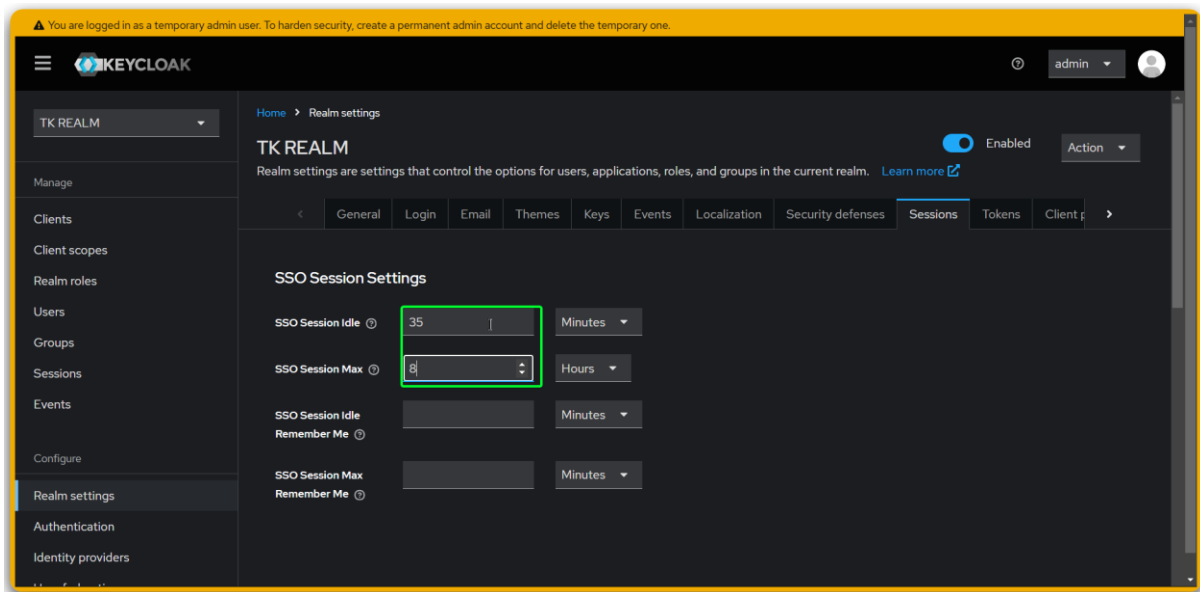 You are logged in as a temporary admin user. To harden security, create a permanent admin account and delete the temporary one.
KEYCLOAK
admin
TK REALM
Home > Realm settings
TK REALM
Enabled
Action
Realm settings are settings that control the options for users, applications, roles, and groups in the current realm. Learn more
Manage
Clients
Client scopes
Realm roles
Users
Groups
Sessions
Events
Configure
Realm settings
Authentication
Identity providers
General Login Email Themes Keys Events Localization Security defenses Sessions Tokens Client
SSO Session Settings
SSO Session Idle 35 Minutes
SSO Session Max 8 Hours
SSO Session Idle
Remember Me
Minutes
SSO Session Max
Remember Me
Minutes